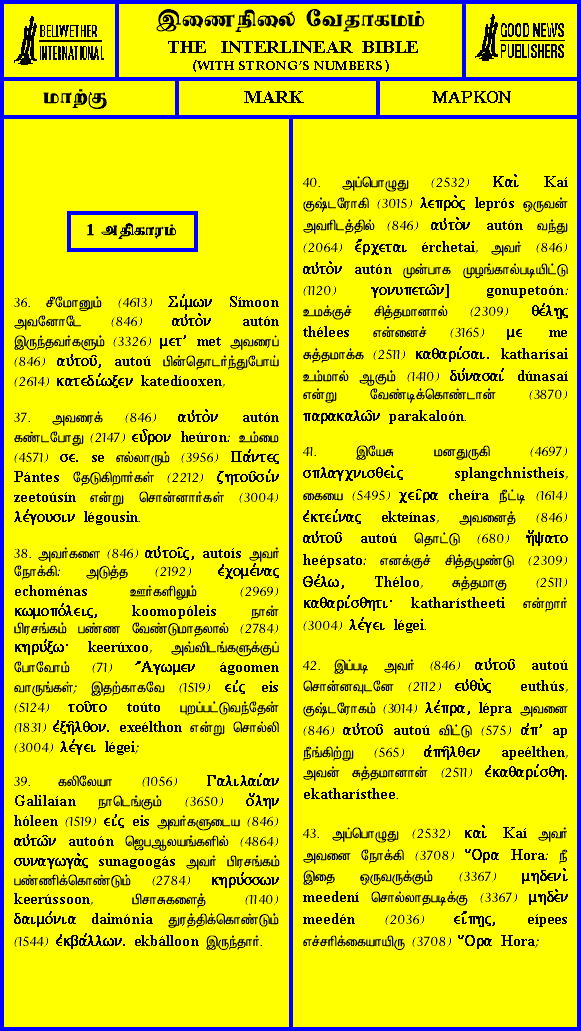 BELLWETHER
INTERNATIONAL
இணைநிலை வேதாகமம்
THE INTERLINEAR BIBLE
(WITH STRONG'S NUMBERS)
GOOD NEWS
PUBLISHERS
மாற்கு
MARK
ΜΑΡΚΟΝ
1 அதிகாரம்
36. சீமோனும் (4613) Σίμων Símoon
அவனோடே (846) αὐτὸν autón
இருந்தவர்களும் (3326) μετ' met அவரைப்
(846) αὐτοῦ, autoú பின்தொடர்ந்துபோய்
(2614) κατεδίωξεν katedíooxen,
37. அவரைக் (846) αὐτὸν autón
கண்டபோது (2147) εὗρον heúron: உம்மை
(4571) σε. se எல்லாரும் (3956) Πάντες
Pántes தேடுகிறார்கள் (2212) ζητοῦσίν
zeetoúsín என்று சொன்னார்கள் (3004)
λέγουσιν légousin.
38. அவர்களை (846) αὐτοῖς, autoís அவர்
நோக்கி: அடுத்த (2192) ἐχομένας
echoménas ஊர்களிலும் (2969)
κωμοπόλεις, koomopóleis நான்
பிரசங்கம் பண்ண வேண்டுமாதலால் (2784)
κηρύξω· keerúxoo, அவ்விடங்களுக்குப்
போவோம் (71) Ἄγωμεν ágoomen
வாருங்கள்; இதற்காகவே (1519) εἰς eis
(5124) τοῦτο toúto புறப்பட்டுவந்தேன்
(1831) ἐξῆλθον. exeélthon என்று சொல்லி
(3004) λέγει légei;
39. கலிலேயா (1056) Γαλιλαίαν
Galilaían நாடெங்கும் (3650) ὅλην
hóleen (1519) εἰς eis அவர்களுடைய (846)
αὐτῶν autoón ஜெபஆலயங்களில் (4864)
συναγωγὰς sunagoogás அவர் பிரசங்கம்
பண்ணிக்கொண்டும் (2784) κηρύσσων
keerússoon, பிசாசுகளைத் (1140)
δαιμόνια daimónia துரத்திக்கொண்டும்
(1544) ἐκβάλλων. ekbálloon இருந்தார்.
40. அப்பொழுது (2532) Καὶ Kaí
குஷ்டரோகி (3015) λεπρὸς leprós ஒருவன்
அவரிடத்தில் (846) αὐτὸν autón வந்து
(2064) ἔρχεται érchetai, அவர் (846)
αὐτὸν autón முன்பாக முழங்கால்படியிட்டு
(1120) γονυπετῶν] gonupetoón:
உமக்குச் சித்தமானால் (2309) θέλῃς
thélees என்னைச் (3165) με me
சுத்தமாக்க (2511) καθαρίσαι. katharísai
உம்மால் ஆகும் (1410) δύνασαί dúnasaí
என்று வேண்டிக்கொண்டான் (3870)
παρακαλῶν parakaloón.
41. இயேசு மனதுருகி (4697)
σπλαγχνισθεὶς splangchnistheís,
கையை (5495) χεῖρα cheíra நீட்டி (1614)
ἐκτείνας ekteínas, அவனைத் (846)
αὐτοῦ autoú தொட்டு (680) ἥψατο
heépsato: எனக்குச் சித்தமுண்டு (2309)
Θέλω, Théloo, சுத்தமாகு (2511)
καθαρίσθητι· katharístheeti என்றார்
(3004) λέγει légei.
42. இப்படி அவர் (846) αὐτοῦ autoú
சொன்னவுடனே (2112) εὐθὺς euthús,
குஷ்டரோகம் (3014) λέπρα, lépra அவனை
(846) αὐτοῦ autoú விட்டு (575) ἀπ' ap
நீங்கிற்று (565) ἀπῆλθεν apeélthen,
அவன் சுத்தமானான் (2511) ἐκαθαρίσθη.
ekatharísthee.
43. அப்பொழுது (2532) καὶ Kaí அவர்
அவனை நோக்கி (3708) Ὅρα Hora: நீ
இதை ஒருவருக்கும் (3367) μηδενὶ
meedení சொல்லாதபடிக்கு (3367) μηδὲν
meedén (2036) εἴπῃς, eípees
எச்சரிக்கையாயிரு (3708) Ὅρα Hora;